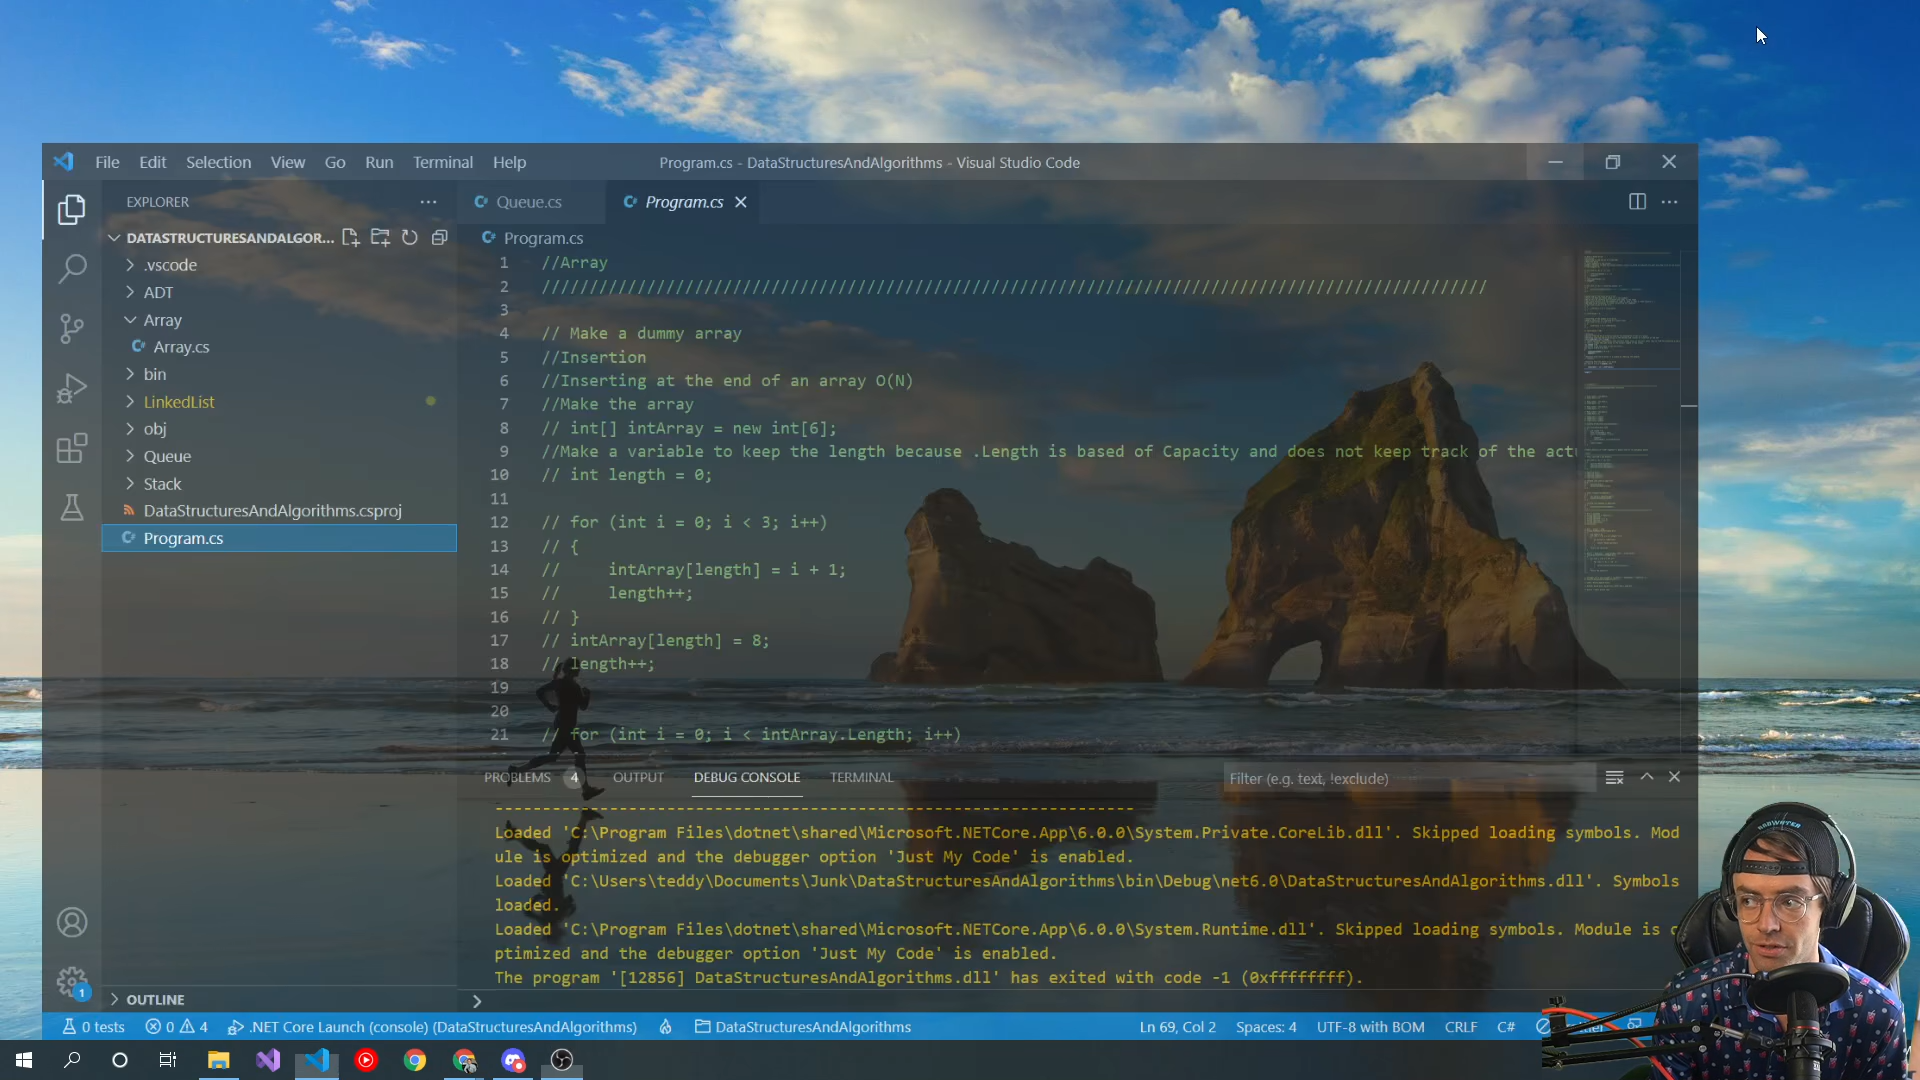 File Edit Selection View Go Run Terminal Help
Program.cs - DataStructuresAndAlgorithms - Visual Studio Code
EXPLORER
Queue.cs
Program.cs
DATASTRUCTURESANDALGOR...
Program.cs
.vscode
ADT
Array
Array.cs
bin
LinkedList
obj
Queue
Stack
DataStructuresAndAlgorithms.csproj
Program.cs
1 //Array
2 /////////////////////////////////////////////////////////////////////////////////////////////////////
3
4 // Make a dummy array
5 //Insertion
6 //Inserting at the end of an array O(N)
7 //Make the array
8 // int[] intArray = new int[6];
9 //Make a variable to keep the length because .Length is based of Capacity and does not keep track of the actu
10 // int length = 0;
11
12 // for (int i = 0; i < 3; i++)
13 // {
14 //     intArray[length] = i + 1;
15 //     length++;
16 // }
17 // intArray[length] = 8;
18 // length++;
19
20
21 // for (int i = 0; i < intArray.Length; i++)
PROBLEMS 4 OUTPUT DEBUG CONSOLE TERMINAL
Filter (e.g. text, !exclude)
-------------------------------------------------------------------
Loaded 'C:\Program Files\dotnet\shared\Microsoft.NETCore.App\6.0.0\System.Private.CoreLib.dll'. Skipped loading symbols. Mod
ule is optimized and the debugger option 'Just My Code' is enabled.
Loaded 'C:\Users\teddy\Documents\Junk\DataStructuresAndAlgorithms\bin\Debug\net6.0\DataStructuresAndAlgorithms.dll'. Symbols
loaded.
Loaded 'C:\Program Files\dotnet\shared\Microsoft.NETCore.App\6.0.0\System.Runtime.dll'. Skipped loading symbols. Module is o
ptimized and the debugger option 'Just My Code' is enabled.
The program '[12856] DataStructuresAndAlgorithms.dll' has exited with code -1 (0xffffffff).
1
OUTLINE
0 tests 0 4 .NET Core Launch (console) (DataStructuresAndAlgorithms) DataStructuresAndAlgorithms
Ln 69, Col 2 Spaces: 4 UTF-8 with BOM CRLF C#